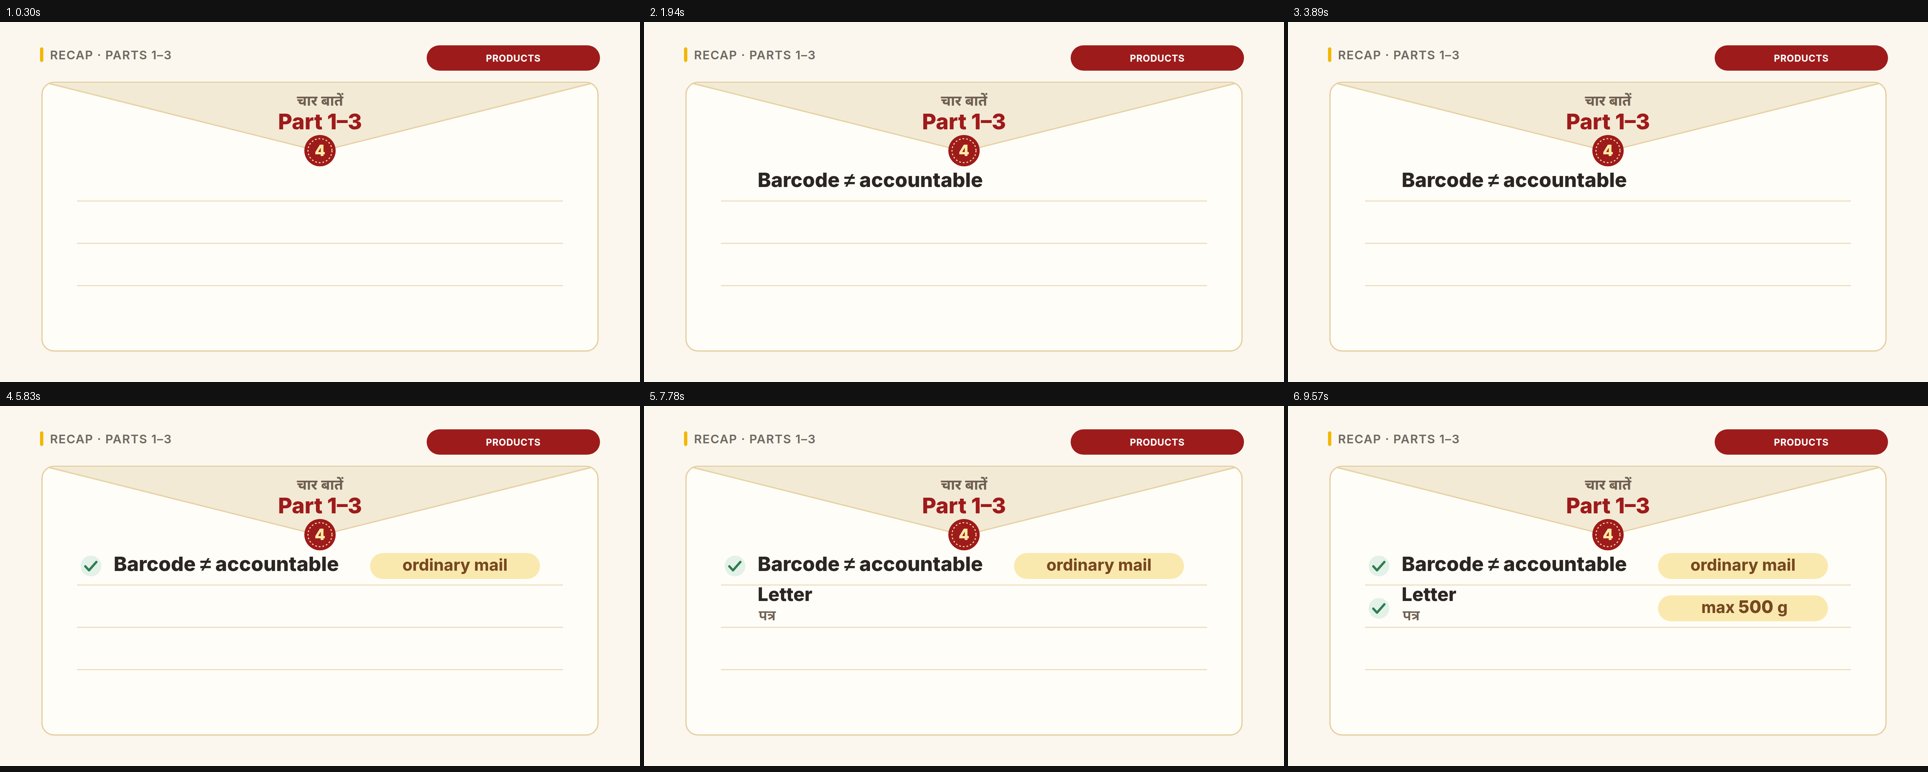 1. 0.30s
RECAP · PARTS 1–3
PRODUCTS
चार बातें
Part 1–3
4
2. 1.94s
RECAP · PARTS 1–3
PRODUCTS
चार बातें
Part 1–3
4
Barcode ≠ accountable
3. 3.89s
RECAP · PARTS 1–3
PRODUCTS
चार बातें
Part 1–3
4
Barcode ≠ accountable
4. 5.83s
RECAP · PARTS 1–3
PRODUCTS
चार बातें
Part 1–3
4
Barcode ≠ accountable
ordinary mail
5. 7.78s
RECAP · PARTS 1–3
PRODUCTS
चार बातें
Part 1–3
4
Barcode ≠ accountable
ordinary mail
Letter
पत्र
6. 9.57s
RECAP · PARTS 1–3
PRODUCTS
चार बातें
Part 1–3
4
Barcode ≠ accountable
ordinary mail
Letter
पत्र
max 500 g